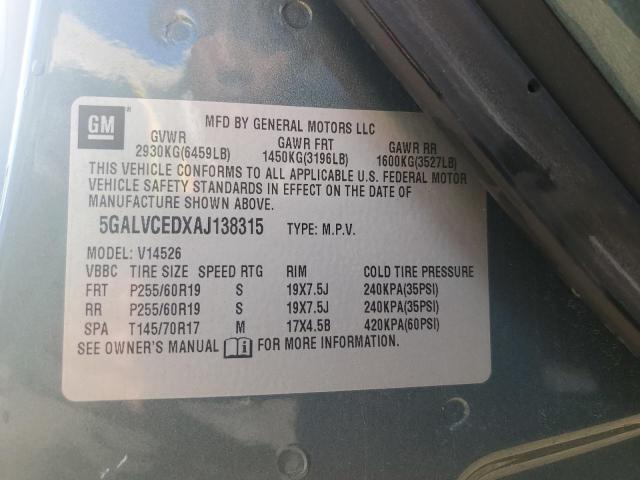 GM ®
MFD BY GENERAL MOTORS LLC
GVWR GAWR FRT GAWR RR
2930KG(6459LB) 1450KG(3196LB) 1600KG(3527LB)
THIS VEHICLE CONFORMS TO ALL APPLICABLE U.S. FEDERAL MOTOR
VEHICLE SAFETY STANDARDS IN EFFECT ON THE DATE OF
MANUFACTURE SHOWN ABOVE.
5GALVCEDXAJ138315 TYPE: M.P.V.
MODEL: V14526
VBBC TIRE SIZE SPEED RTG RIM COLD TIRE PRESSURE
FRT P255/60R19 S 19X7.5J 240KPA(35PSI)
RR P255/60R19 S 19X7.5J 240KPA(35PSI)
SPA T145/70R17 M 17X4.5B 420KPA(60PSI)
SEE OWNER'S MANUAL i FOR MORE INFORMATION.